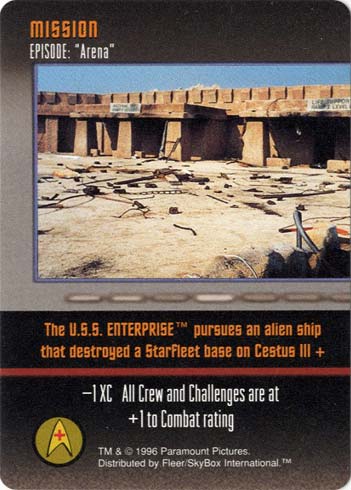 MISSION
EPISODE: "Arena"
LIFE SUPPORT
The U.S.S. ENTERPRISE™ pursues an alien ship
that destroyed a Starfleet base on Cestus III +
–1 XC All Crew and Challenges are at
+1 to Combat rating
TM & © 1996 Paramount Pictures.
Distributed by Fleer/SkyBox International.™